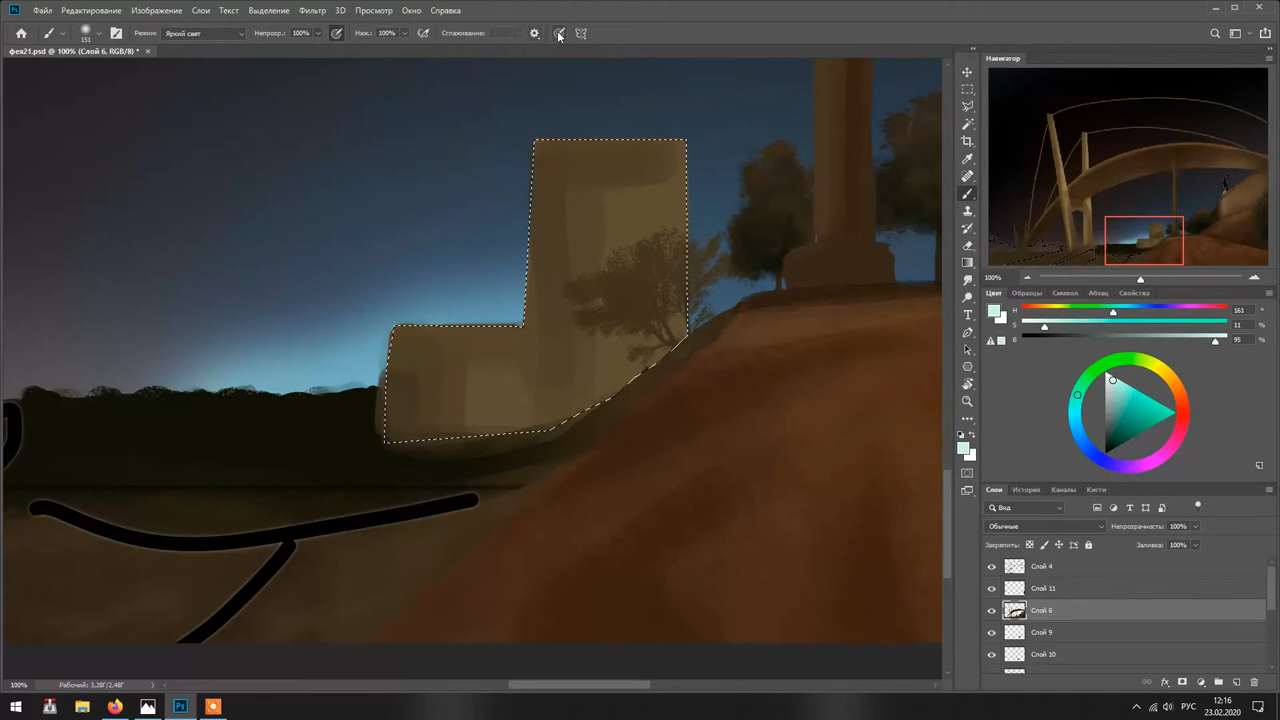 Файл Редактирование Изображение Слои Текст Выделение Фильтр 3D Просмотр Окно Справка
151 Режим: Яркий свет Непрозр.: 100% Наж.: 100% Сглаживание:
фея21.psd @ 100% (Слой 6, RGB/8) * ×
Навигатор
100%
Цвет Образцы Символ Абзац Свойства
H 161 °
S 11 %
B 95 %
Слои История Каналы Кисти
Вид
Обычные Непрозрачность: 100%
Закрепить: Заливка: 100%
Слой 4
Слой 11
Слой 6
Слой 9
Слой 10
100% Рабочий: 3,28Г/2,48Г
РУС 12:16
23.02.2020